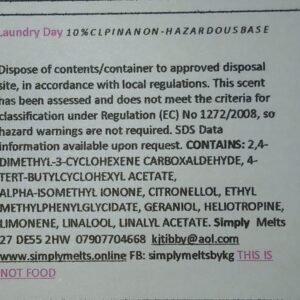 Laundry Day 10%CLPINANON-HAZARDOUSBASE
Dispose of contents/container to approved disposal
site, in accordance with local regulations. This scent
has been assessed and does not meet the criteria for
classification under Regulation (EC) No 1272/2008, so
hazard warnings are not required. SDS Data
information available upon request. CONTAINS: 2,4-
DIMETHYL-3-CYCLOHEXENE CARBOXALDEHYDE, 4-
TERT-BUTYLCYCLOHEXYL ACETATE,
ALPHA-ISOMETHYL IONONE, CITRONELLOL, ETHYL
METHYLPHENYLGLYCIDATE, GERANIOL, HELIOTROPINE,
LIMONENE, LINALOOL, LINALYL ACETATE. Simply Melts
27 DE55 2HW 07907704668 kjtibby@aol.com
www.simplymelts.online FB: simplymeltsbykg THIS IS
NOT FOOD